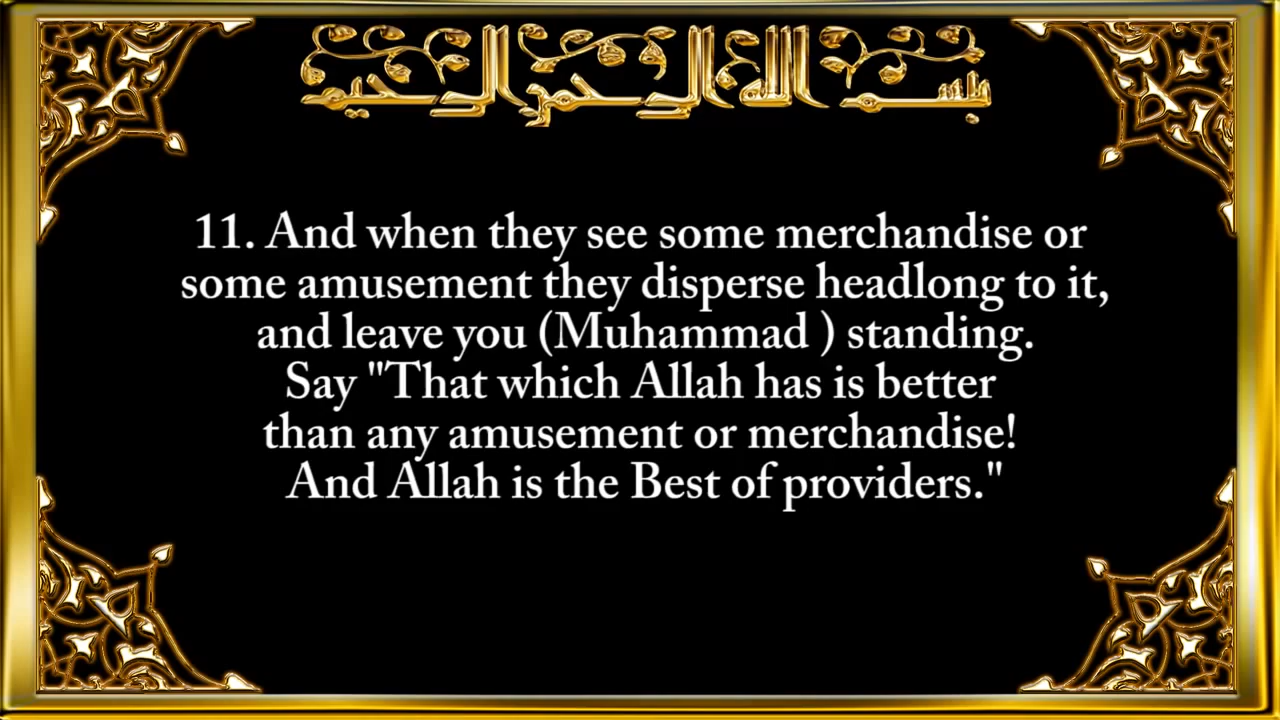 بسم الله الرحمن الرحيم
11. And when they see some merchandise or
some amusement they disperse headlong to it,
and leave you (Muhammad ) standing.
Say "That which Allah has is better
than any amusement or merchandise!
And Allah is the Best of providers."